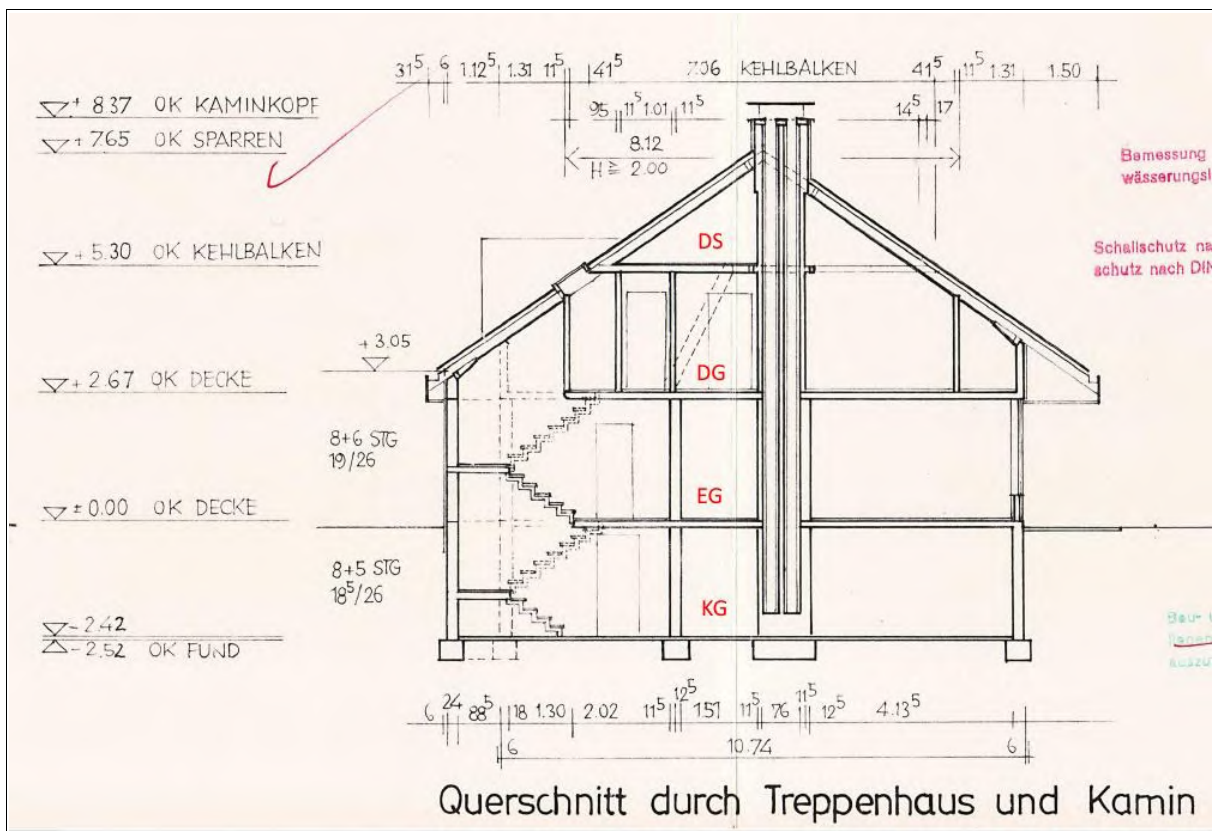 31⁵ 6 1.12⁵ 1.31 11⁵ 41⁵ 7.06 KEHLBALKEN 41⁵ 11⁵ 1.31 1.50
+ 8.37 OK KAMINKOPF
95 11⁵ 1.01 11⁵ 14⁵ 17
+ 7.65 OK SPARREN
8.12
H ≧ 2.00
Bemessung
wässerungsl
DS
+ 5.30 OK KEHLBALKEN
Schallschutz na
schutz nach DIN
+ 3.05
+ 2.67 OK DECKE
DG
8+6 STG
19/26
EG
± 0.00 OK DECKE
8+5 STG
18⁵/26
KG
- 2.42
- 2.52 OK FUND
Bau-
auszu
6 24 88⁵ 18 1.30 2.02 11⁵ 12⁵ 1.51 11⁵ 76 11⁵ 12⁵ 4.13⁵
6 10.74 6
Querschnitt durch Treppenhaus und Kamin